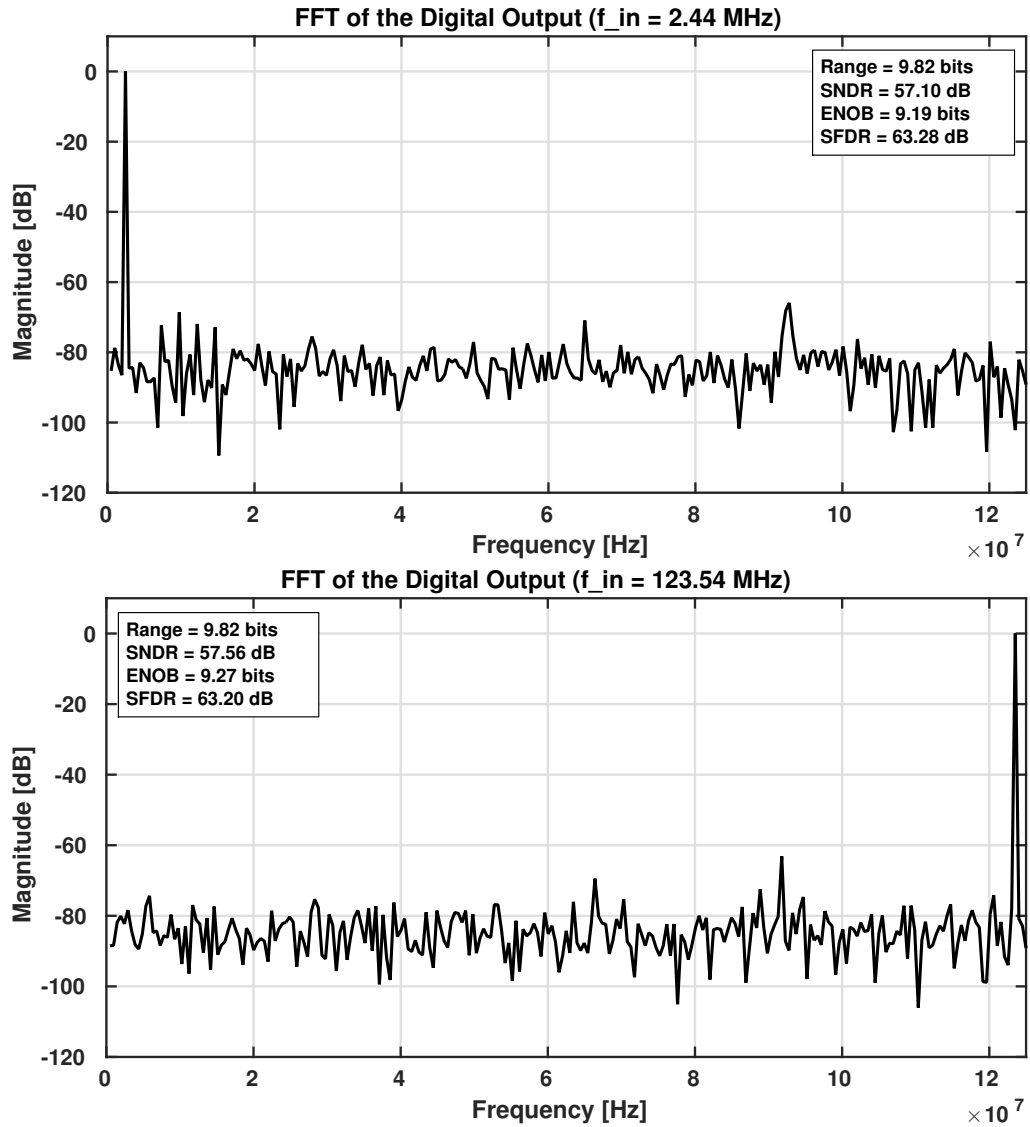 FFT of the Digital Output (f_in = 2.44 MHz)
Range = 9.82 bits
SNDR = 57.10 dB
ENOB = 9.19 bits
SFDR = 63.28 dB
Magnitude [dB]
0
-20
-40
-60
-80
-100
-120
0 2 4 6 8 10 12
Frequency [Hz]
×10^7
FFT of the Digital Output (f_in = 123.54 MHz)
Range = 9.82 bits
SNDR = 57.56 dB
ENOB = 9.27 bits
SFDR = 63.20 dB
Magnitude [dB]
0
-20
-40
-60
-80
-100
-120
0 2 4 6 8 10 12
Frequency [Hz]
×10^7